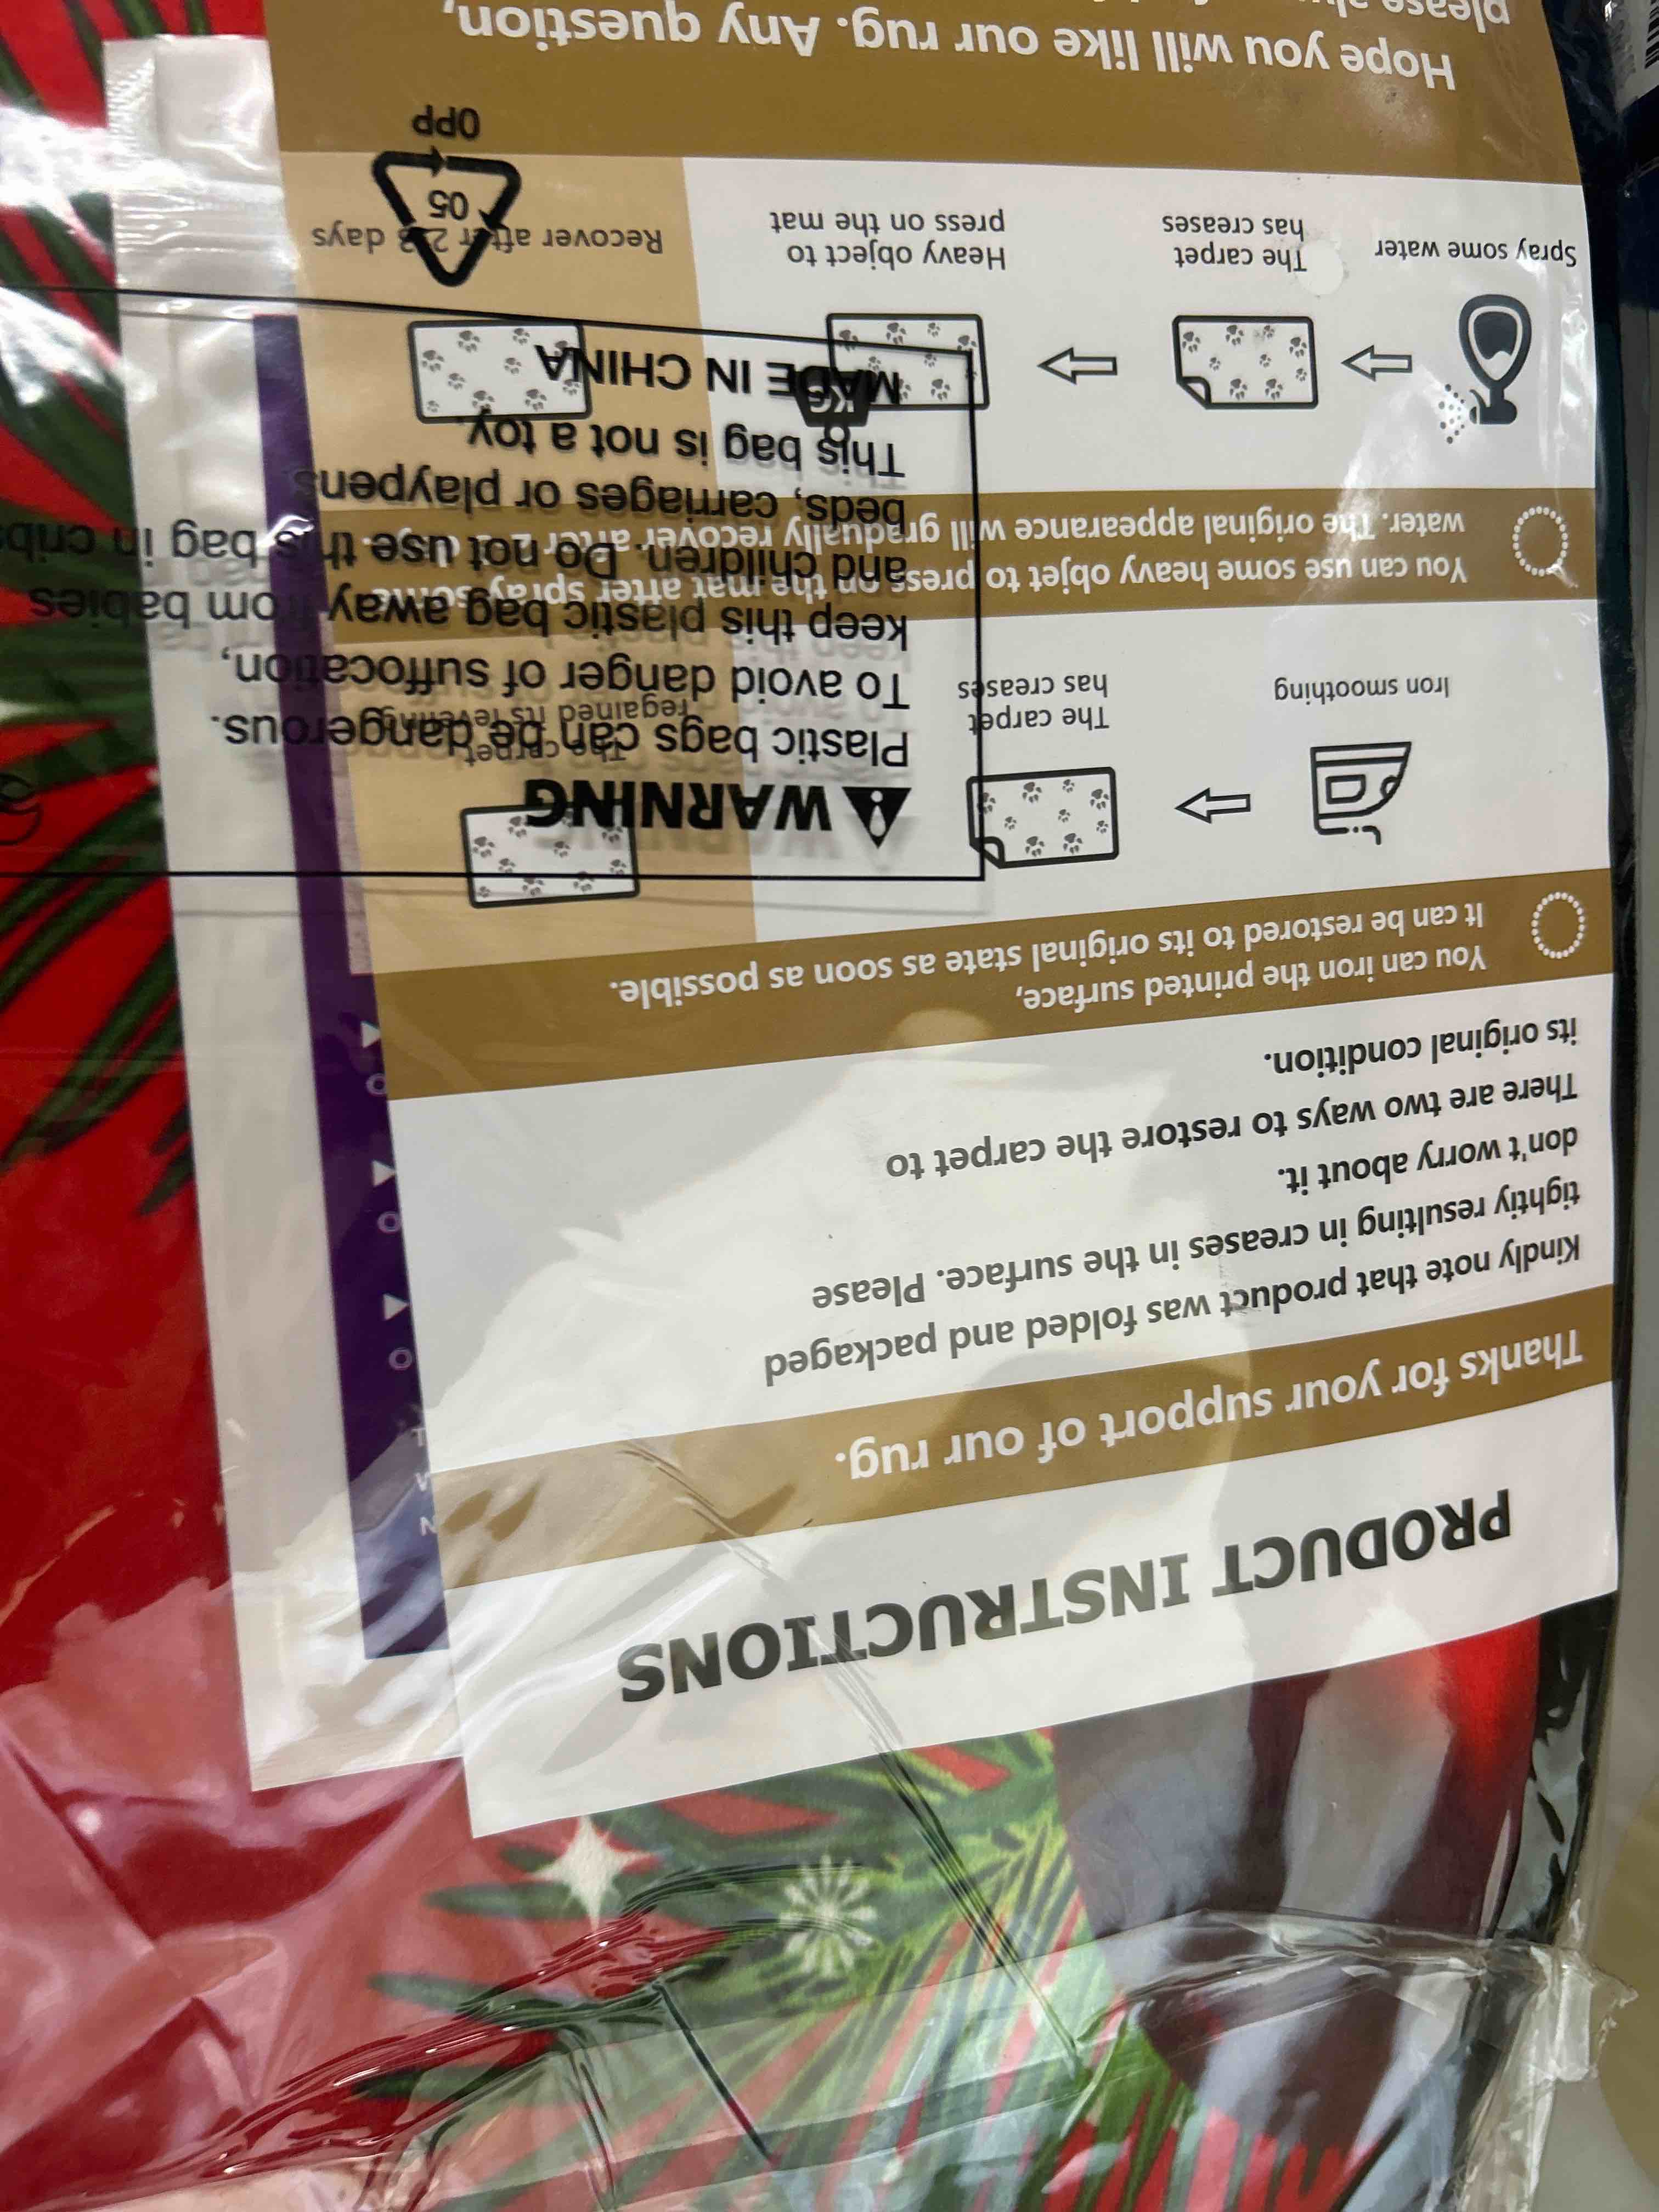 PRODUCT INSTRUCTIONS
Thanks for your support of our rug.
Kindly note that product was folded and packaged
tightly resulting in creases in the surface. Please
don't worry about it.
There are two ways to restore the carpet to
its original condition.
You can iron the printed surface,
It can be restored to its original state as soon as possible.
Iron smoothing
The carpet
has creases
The carpet
regained its
You can use some heavy objet to press on the mat after spray some
water. The original appearance will gradually recover after 2-3 days.
Spray some water
The carpet
has creases
Heavy object to
press on the mat
KG
Recover after 2-3 days
Hope you will like our rug. Any question,
please
WARNING
Plastic bags can be dangerous.
To avoid danger of suffocation,
keep this plastic bag away from babies
and children. Do not use this bag in cribs
beds, carriages or playpens
This bag is not a toy.
MADE IN CHINA
05
OPP